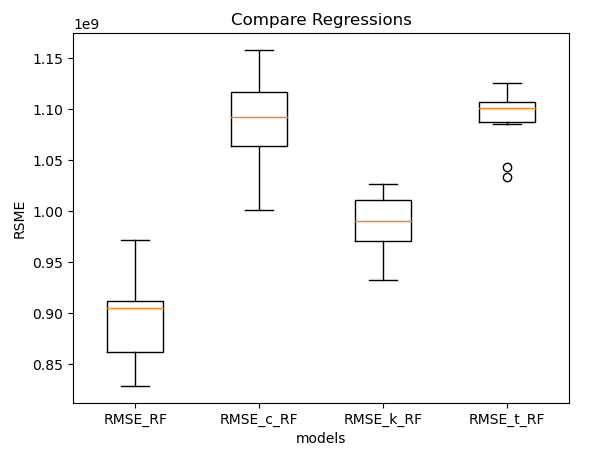 Compare Regressions
1e9
1.15
1.10
1.05
1.00
0.95
0.90
0.85
RSME
RMSE_RF RMSE_c_RF RMSE_k_RF RMSE_t_RF
models